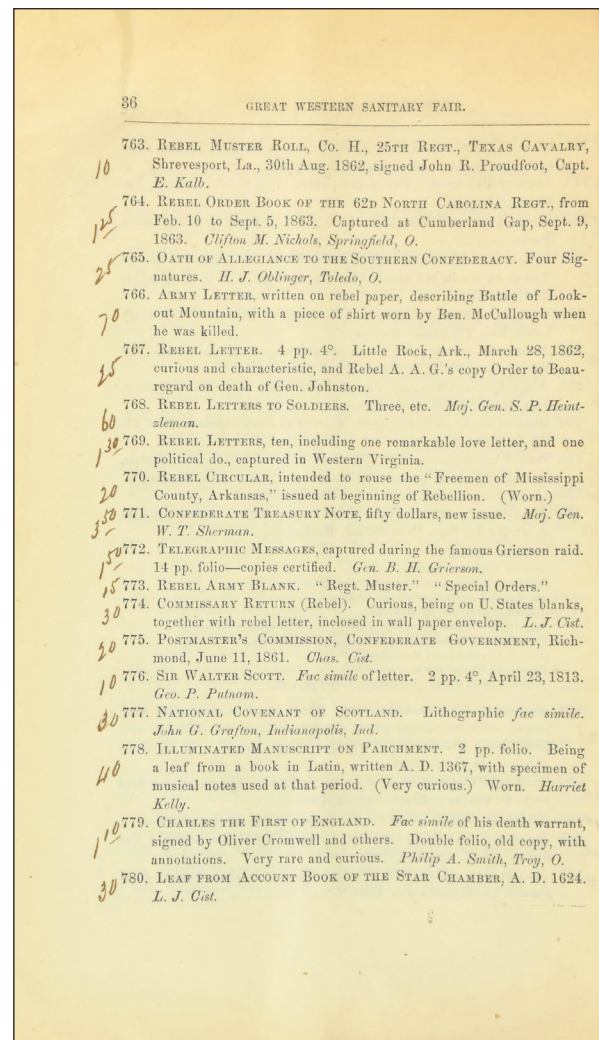 36
GREAT WESTERN SANITARY FAIR.
763. REBEL MUSTER ROLL, CO. H., 25TH REGT., TEXAS CAVALRY,
10
Shrevesport, La., 30th Aug. 1862, signed John R. Proudfoot, Capt.
E. Kalb.
764. REBEL ORDER BOOK OF THE 62D NORTH CAROLINA REGT., from
Feb. 10 to Sept. 5, 1863. Captured at Cumberland Gap, Sept. 9,
1863. Clifton M. Nichols, Springfield, O.
765. OATH OF ALLEGIANCE TO THE SOUTHERN CONFEDERACY. Four Sig-
25
natures. H. J. Oblinger, Toledo, O.
766. ARMY LETTER, written on rebel paper, describing Battle of Look-
out Mountain, with a piece of shirt worn by Ben. McCullough when
70
he was killed.
767. REBEL LETTER. 4 pp. 4°. Little Rock, Ark., March 28, 1862,
curious and characteristic, and Rebel A. A. G.'s copy Order to Beau-
regard on death of Gen. Johnston.
768. REBEL LETTERS TO SOLDIERS. Three, etc. Maj. Gen. S. P. Heint-
60
zleman.
1 30
769. REBEL LETTERS, ten, including one remarkable love letter, and one
political do., captured in Western Virginia.
770. REBEL CIRCULAR, intended to rouse the "Freemen of Mississippi
20
County, Arkansas," issued at beginning of Rebellion. (Worn.)
3 50
771. CONFEDERATE TREASURY NOTE, fifty dollars, new issue. Maj. Gen.
W. T. Sherman.
1 50
772. TELEGRAPHIC MESSAGES, captured during the famous Grierson raid.
14 pp. folio—copies certified. Gen. B. H. Grierson.
15
773. REBEL ARMY BLANK. "Regt. Muster." "Special Orders."
30
774. COMMISSARY RETURN (Rebel). Curious, being on U. States blanks,
together with rebel letter, inclosed in wall paper envelop. L. J. Cist.
20
775. POSTMASTER'S COMMISSION, CONFEDERATE GOVERNMENT, Rich-
mond, June 11, 1861. Chas. Cist.
10
776. SIR WALTER SCOTT. Fac simile of letter. 2 pp. 4°, April 23, 1813.
Geo. P. Putnam.
30
777. NATIONAL COVENANT OF SCOTLAND. Lithographic fac simile.
John G. Grafton, Indianapolis, Ind.
778. ILLUMINATED MANUSCRIPT ON PARCHMENT. 2 pp. folio. Being
40
a leaf from a book in Latin, written A. D. 1367, with specimen of
musical notes used at that period. (Very curious.) Worn. Harriet
Kelly.
1 10
779. CHARLES THE FIRST OF ENGLAND. Fac simile of his death warrant,
signed by Oliver Cromwell and others. Double folio, old copy, with
annotations. Very rare and curious. Philip A. Smith, Troy, O.
30
780. LEAF FROM ACCOUNT BOOK OF THE STAR CHAMBER, A. D. 1624.
L. J. Cist.